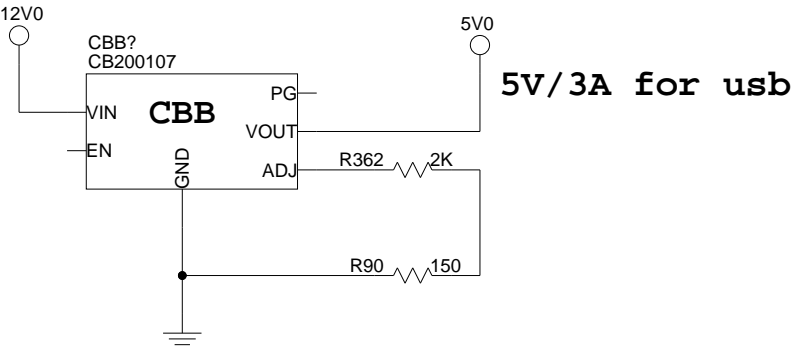 12V0
5V0
CBB?
CB200107
5V/3A for usb
PG
VIN
CBB
VOUT
EN
GND
ADJ
R362
2K
R90
150